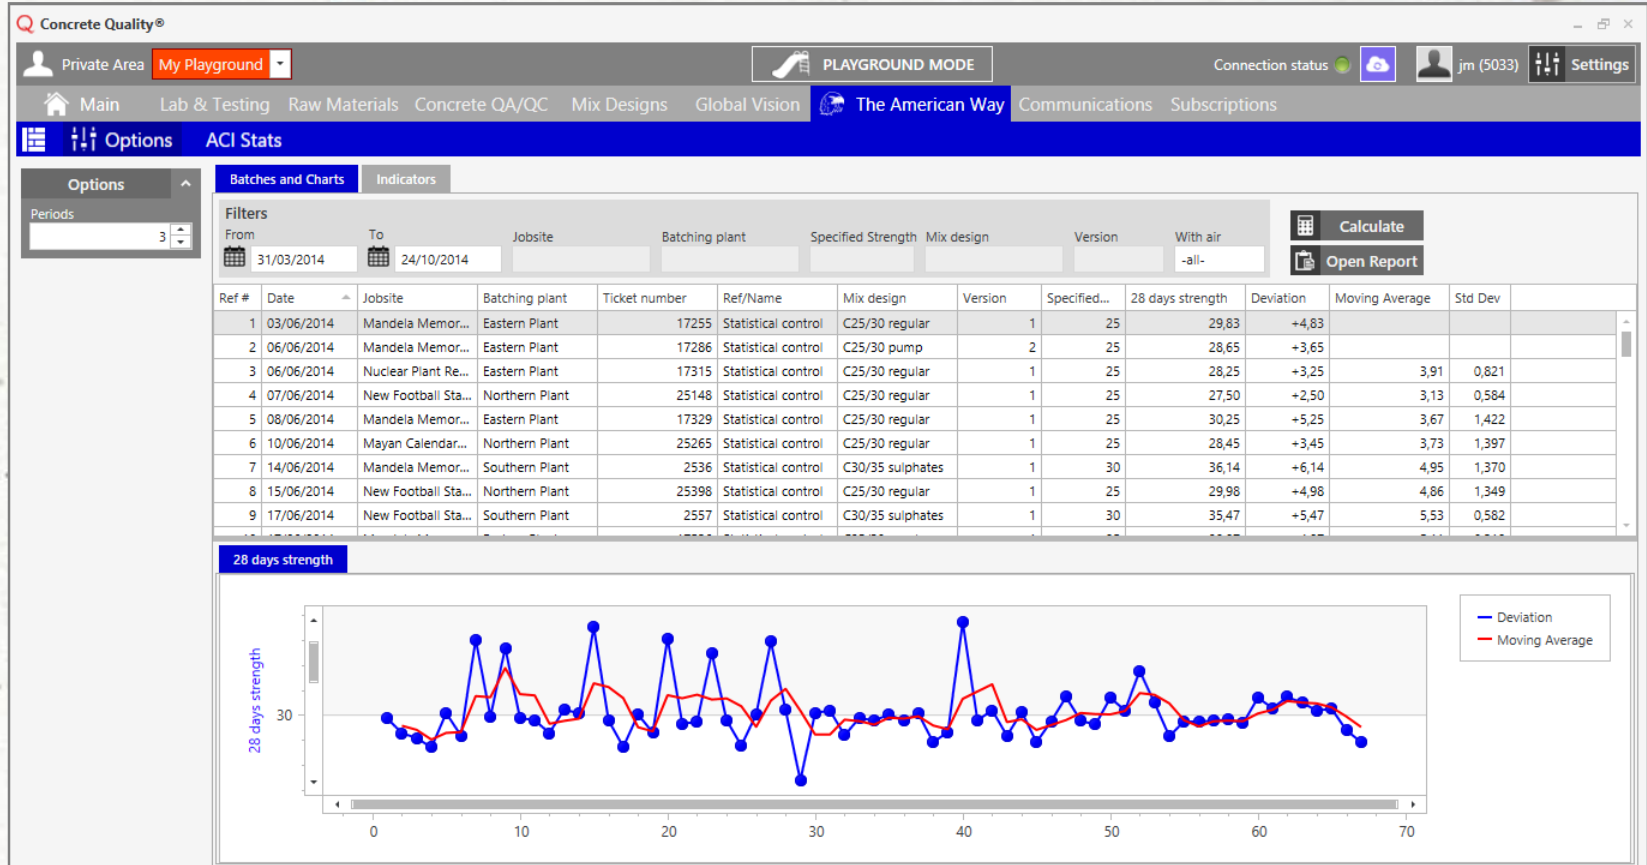 Concrete Quality®
Private Area My Playground PLAYGROUND MODE Connection status jm (5033) Settings
Main Lab & Testing Raw Materials Concrete QA/QC Mix Designs Global Vision The American Way Communications Subscriptions
Options ACI Stats
Options
Periods
3
Batches and Charts Indicators
Filters
From To Jobsite Batching plant Specified Strength Mix design Version With air
31/03/2014 24/10/2014 -all-
Calculate
Open Report
Ref # Date Jobsite Batching plant Ticket number Ref/Name Mix design Version Specified... 28 days strength Deviation Moving Average Std Dev
1 03/06/2014 Mandela Memor... Eastern Plant 17255 Statistical control C25/30 regular 1 25 29,83 +4,83
2 06/06/2014 Mandela Memor... Eastern Plant 17286 Statistical control C25/30 pump 2 25 28,65 +3,65
3 06/06/2014 Nuclear Plant Re... Eastern Plant 17315 Statistical control C25/30 regular 1 25 28,25 +3,25 3,91 0,821
4 07/06/2014 New Football Sta... Northern Plant 25148 Statistical control C25/30 regular 1 25 27,50 +2,50 3,13 0,584
5 08/06/2014 Mandela Memor... Eastern Plant 17329 Statistical control C25/30 regular 1 25 30,25 +5,25 3,67 1,422
6 10/06/2014 Mayan Calendar... Northern Plant 25265 Statistical control C25/30 regular 1 25 28,45 +3,45 3,73 1,397
7 14/06/2014 Mandela Memor... Southern Plant 2536 Statistical control C30/35 sulphates 1 30 36,14 +6,14 4,95 1,370
8 15/06/2014 New Football Sta... Northern Plant 25398 Statistical control C25/30 regular 1 25 29,98 +4,98 4,86 1,349
9 17/06/2014 New Football Sta... Southern Plant 2557 Statistical control C30/35 sulphates 1 30 35,47 +5,47 5,53 0,582
28 days strength
28 days strength
30
Deviation
Moving Average
0 10 20 30 40 50 60 70